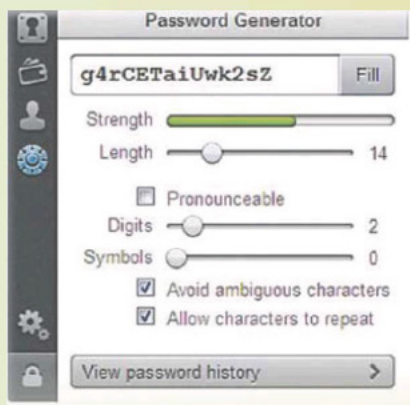 Password Generator
g4rCETaiUwk2sZ Fill
Strength
Length 14
Pronounceable
Digits 2
Symbols 0
Avoid ambiguous characters
Allow characters to repeat
View password history >